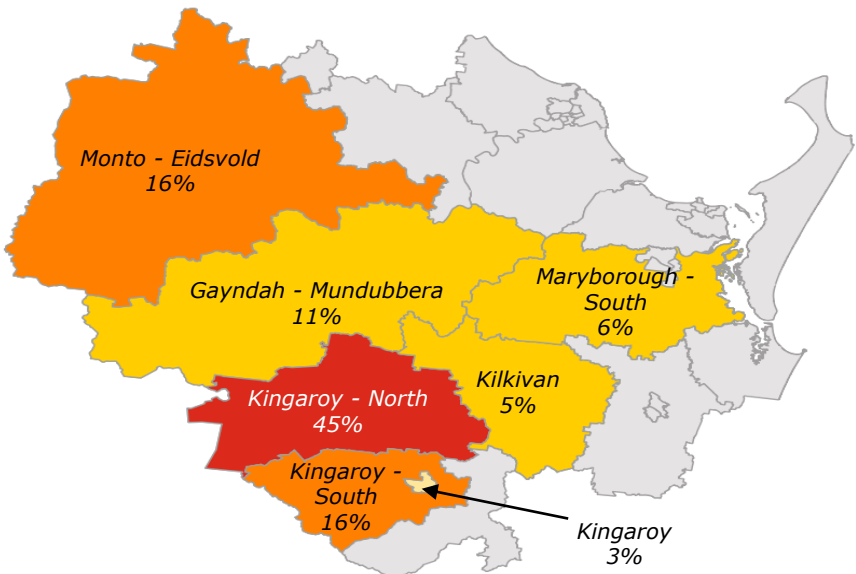 Monto - Eidsvold
16%
Gayndah - Mundubbera
11%
Maryborough -
South
6%
Kingaroy - North
45%
Kilkivan
5%
Kingaroy -
South
16%
Kingaroy
3%